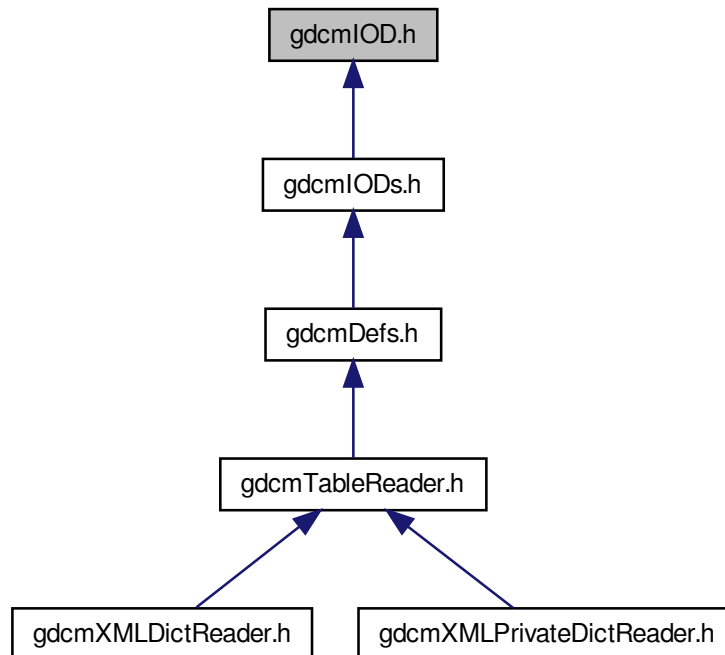 gdcmIOD.h
gdcmIODs.h
gdcmDefs.h
gdcmTableReader.h
gdcmXMLDictReader.h
gdcmXMLPrivateDictReader.h